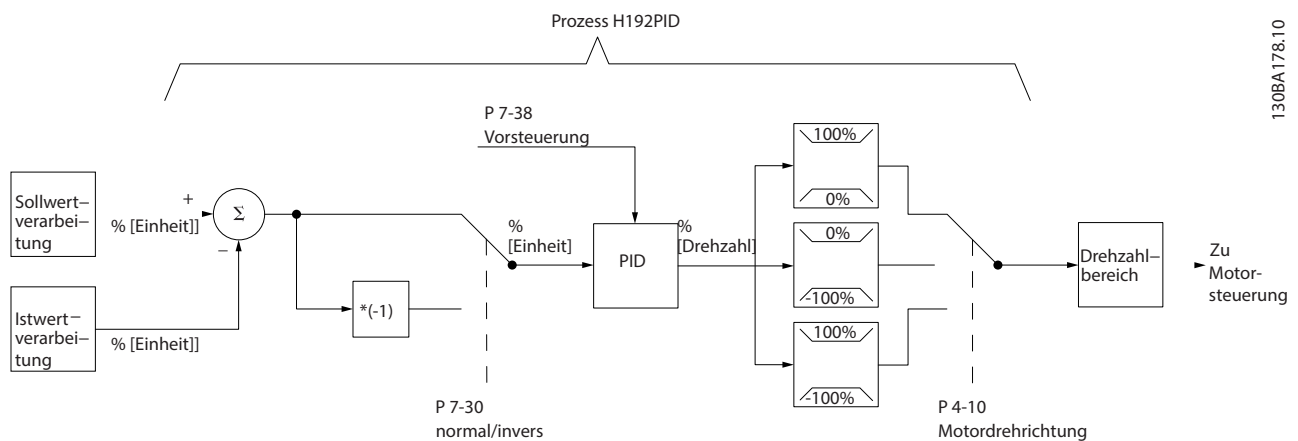 Prozess H192PID
130BA178.10
P 7-38
Vorsteuerung
100%
0%
Sollwert–
verarbei–
tung
% [Einheit]]
+
–
Σ
%
[Einheit]
PID
%
[Drehzahl]
0%
-100%
Drehzahl–
bereich
Zu
Motor-
steuerung
Istwert–
verarbei–
tung
% [Einheit]]
*(-1)
100%
-100%
P 7-30
normal/invers
P 4-10
Motordrehrichtung